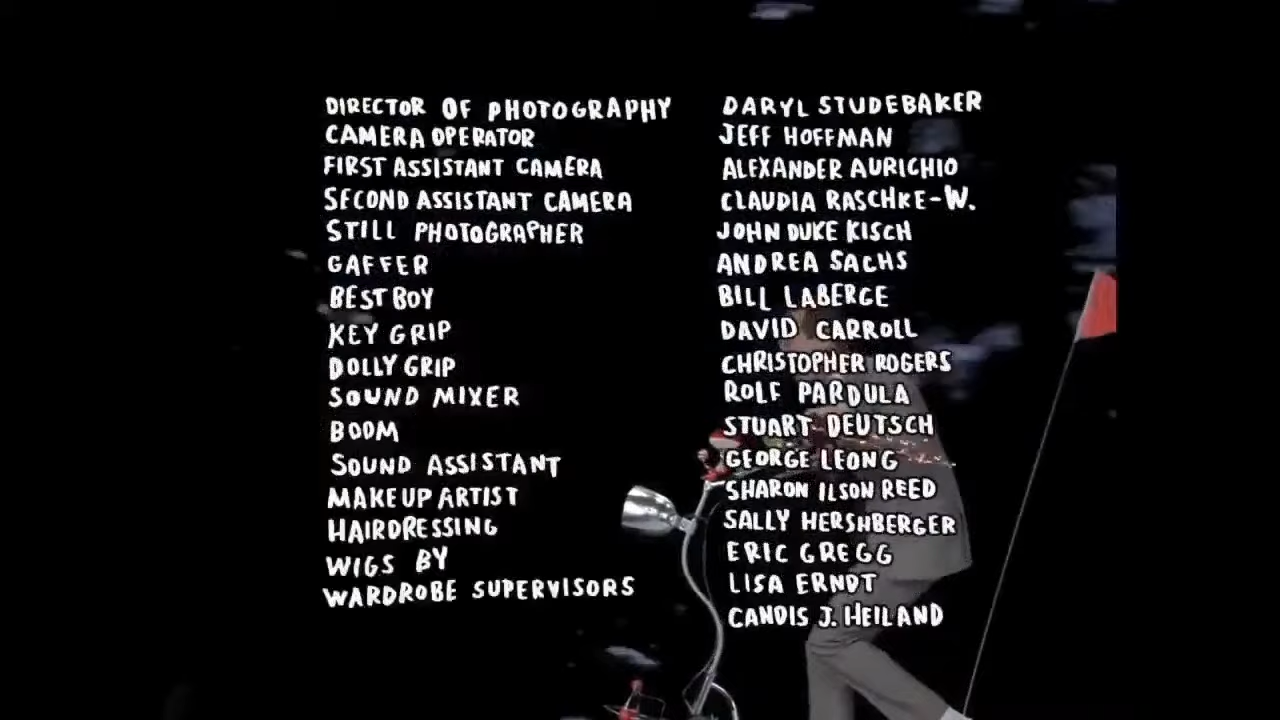 DIRECTOR OF PHOTOGRAPHY DARYL STUDEBAKER
CAMERA OPERATOR JEFF HOFFMAN
FIRST ASSISTANT CAMERA ALEXANDER AURICHIO
SECOND ASSISTANT CAMERA CLAUDIA RASCHKE-W.
STILL PHOTOGRAPHER JOHN DUKE KISCH
GAFFER ANDREA SACHS
BEST BOY BILL LABERGE
KEY GRIP DAVID CARROLL
DOLLY GRIP CHRISTOPHER ROGERS
SOUND MIXER ROLF PARDULA
BOOM STUART DEUTSCH
SOUND ASSISTANT GEORGE LEONG
MAKEUP ARTIST SHARON ILSON REED
HAIRDRESSING SALLY HERSHBERGER
WIGS BY ERIC GREGG
WARDROBE SUPERVISORS LISA ERNDT
CANDIS J. HEILAND